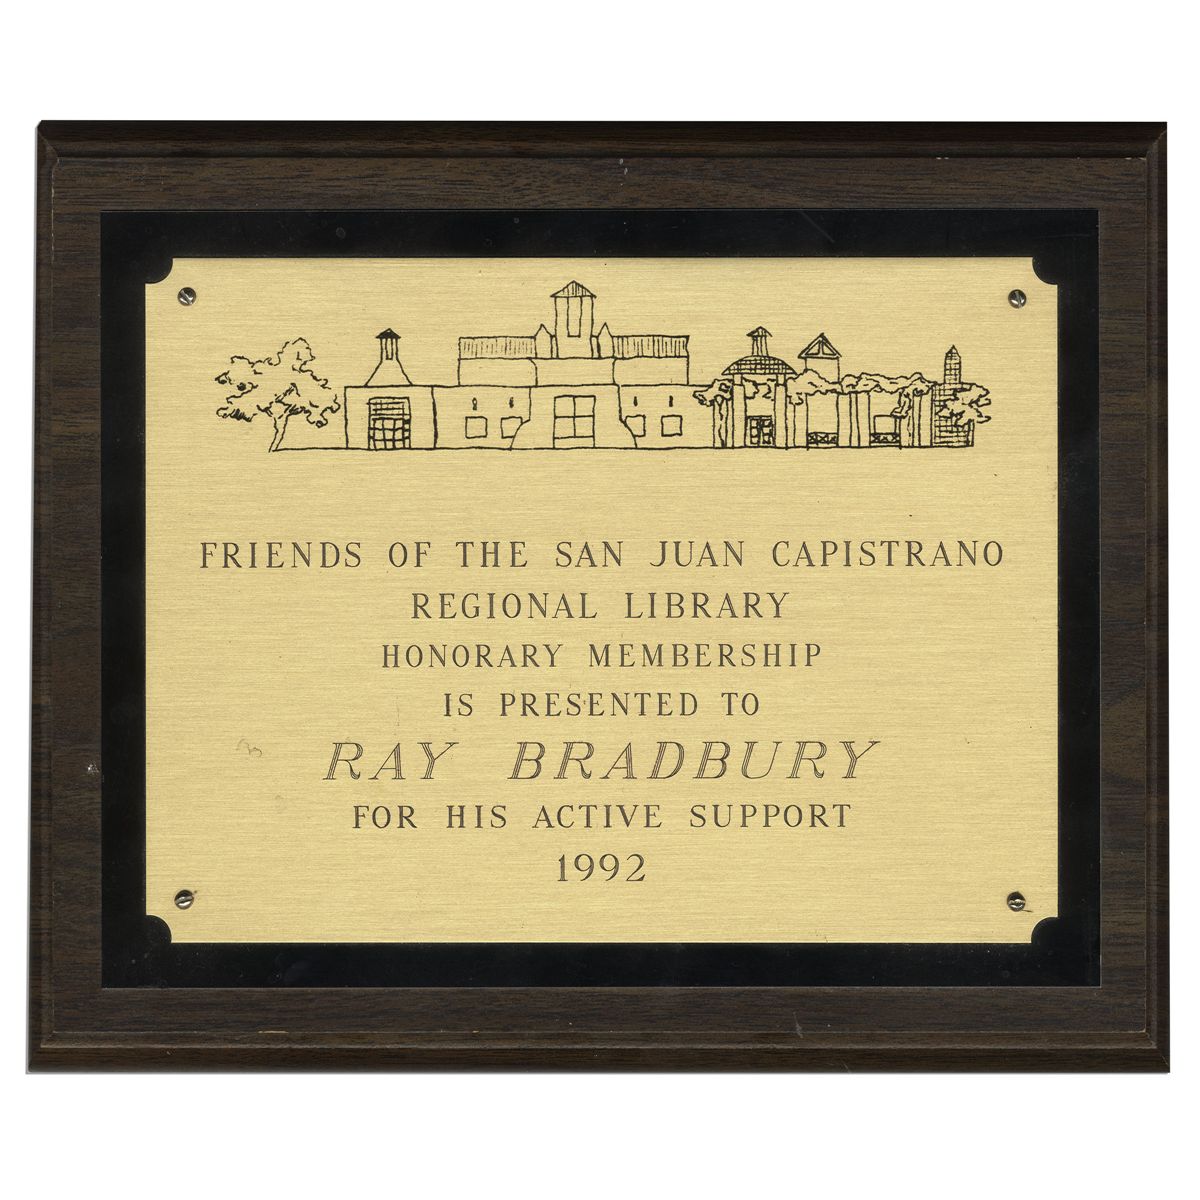 FRIENDS OF THE SAN JUAN CAPISTRANO
REGIONAL LIBRARY
HONORARY MEMBERSHIP
IS PRESENTED TO
RAY BRADBURY
FOR HIS ACTIVE SUPPORT
1992